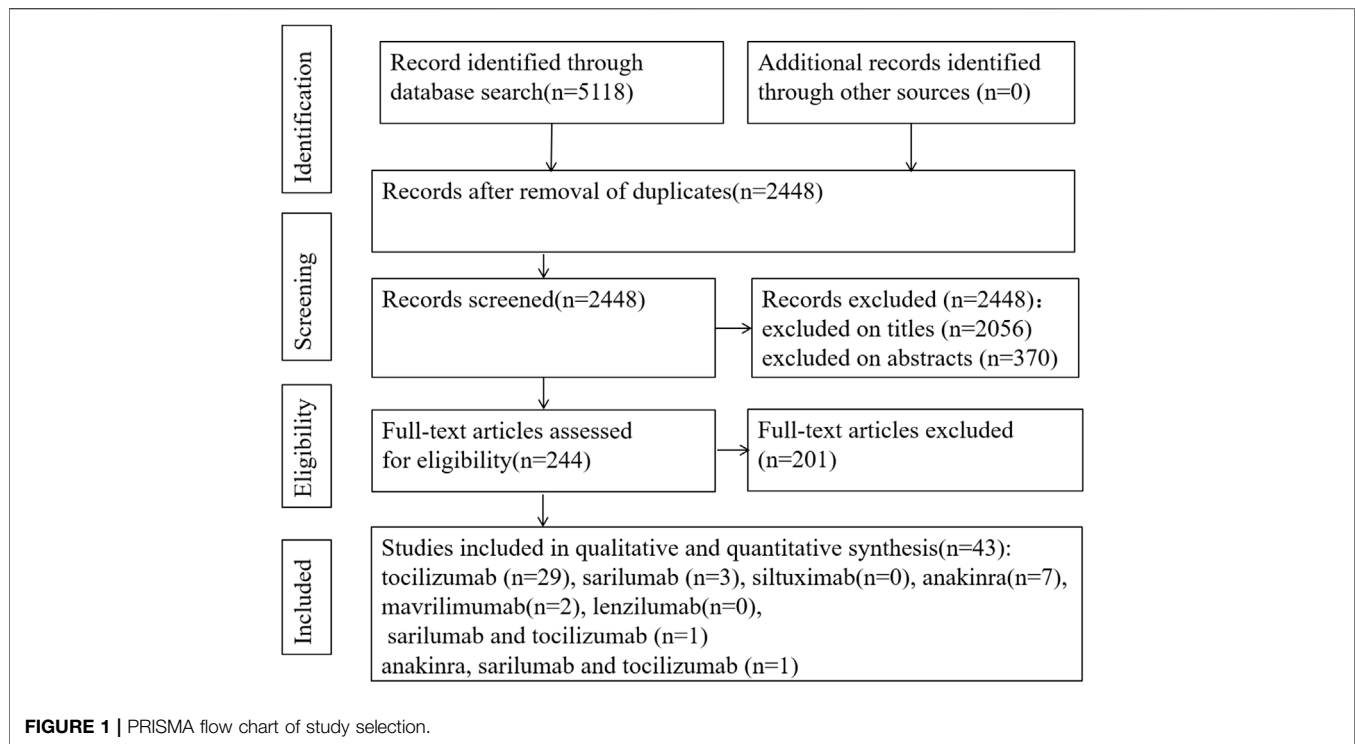 Identification
Record identified through
database search(n=5118)
Additional records identified
through other sources (n=0)
Records after removal of duplicates(n=2448)
Screening
Records screened(n=2448)
Records excluded (n=2448)：
excluded on titles (n=2056)
excluded on abstracts (n=370)
Eligibility
Full-text articles assessed
for eligibility(n=244)
Full-text articles excluded
(n=201)
Included
Studies included in qualitative and quantitative synthesis(n=43):
tocilizumab (n=29), sarilumab (n=3), siltuximab(n=0), anakinra(n=7),
mavrilimumab(n=2), lenzilumab(n=0),
sarilumab and tocilizumab (n=1)
anakinra, sarilumab and tocilizumab (n=1)
FIGURE 1 | PRISMA flow chart of study selection.